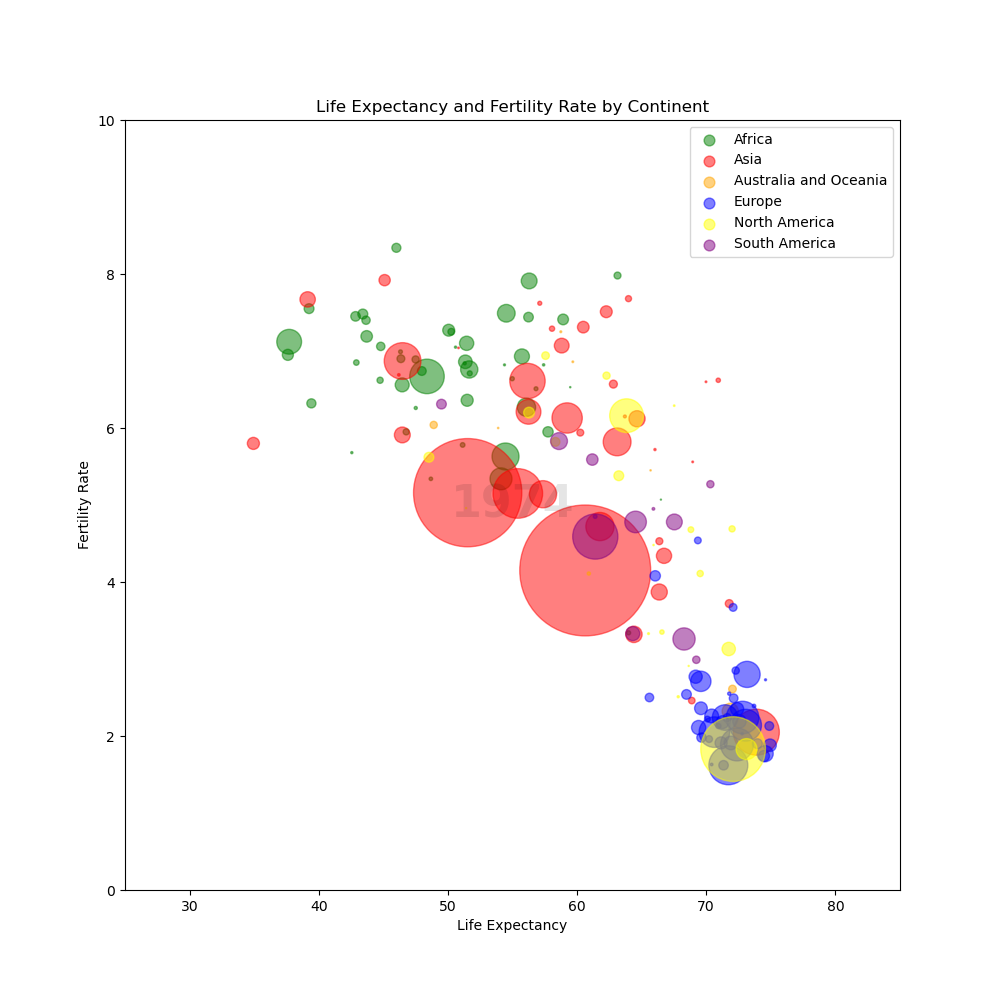 Life Expectancy and Fertility Rate by Continent
10
8
6
4
2
0
Fertility Rate
Africa
Asia
Australia and Oceania
Europe
North America
South America
1974
30 40 50 60 70 80
Life Expectancy